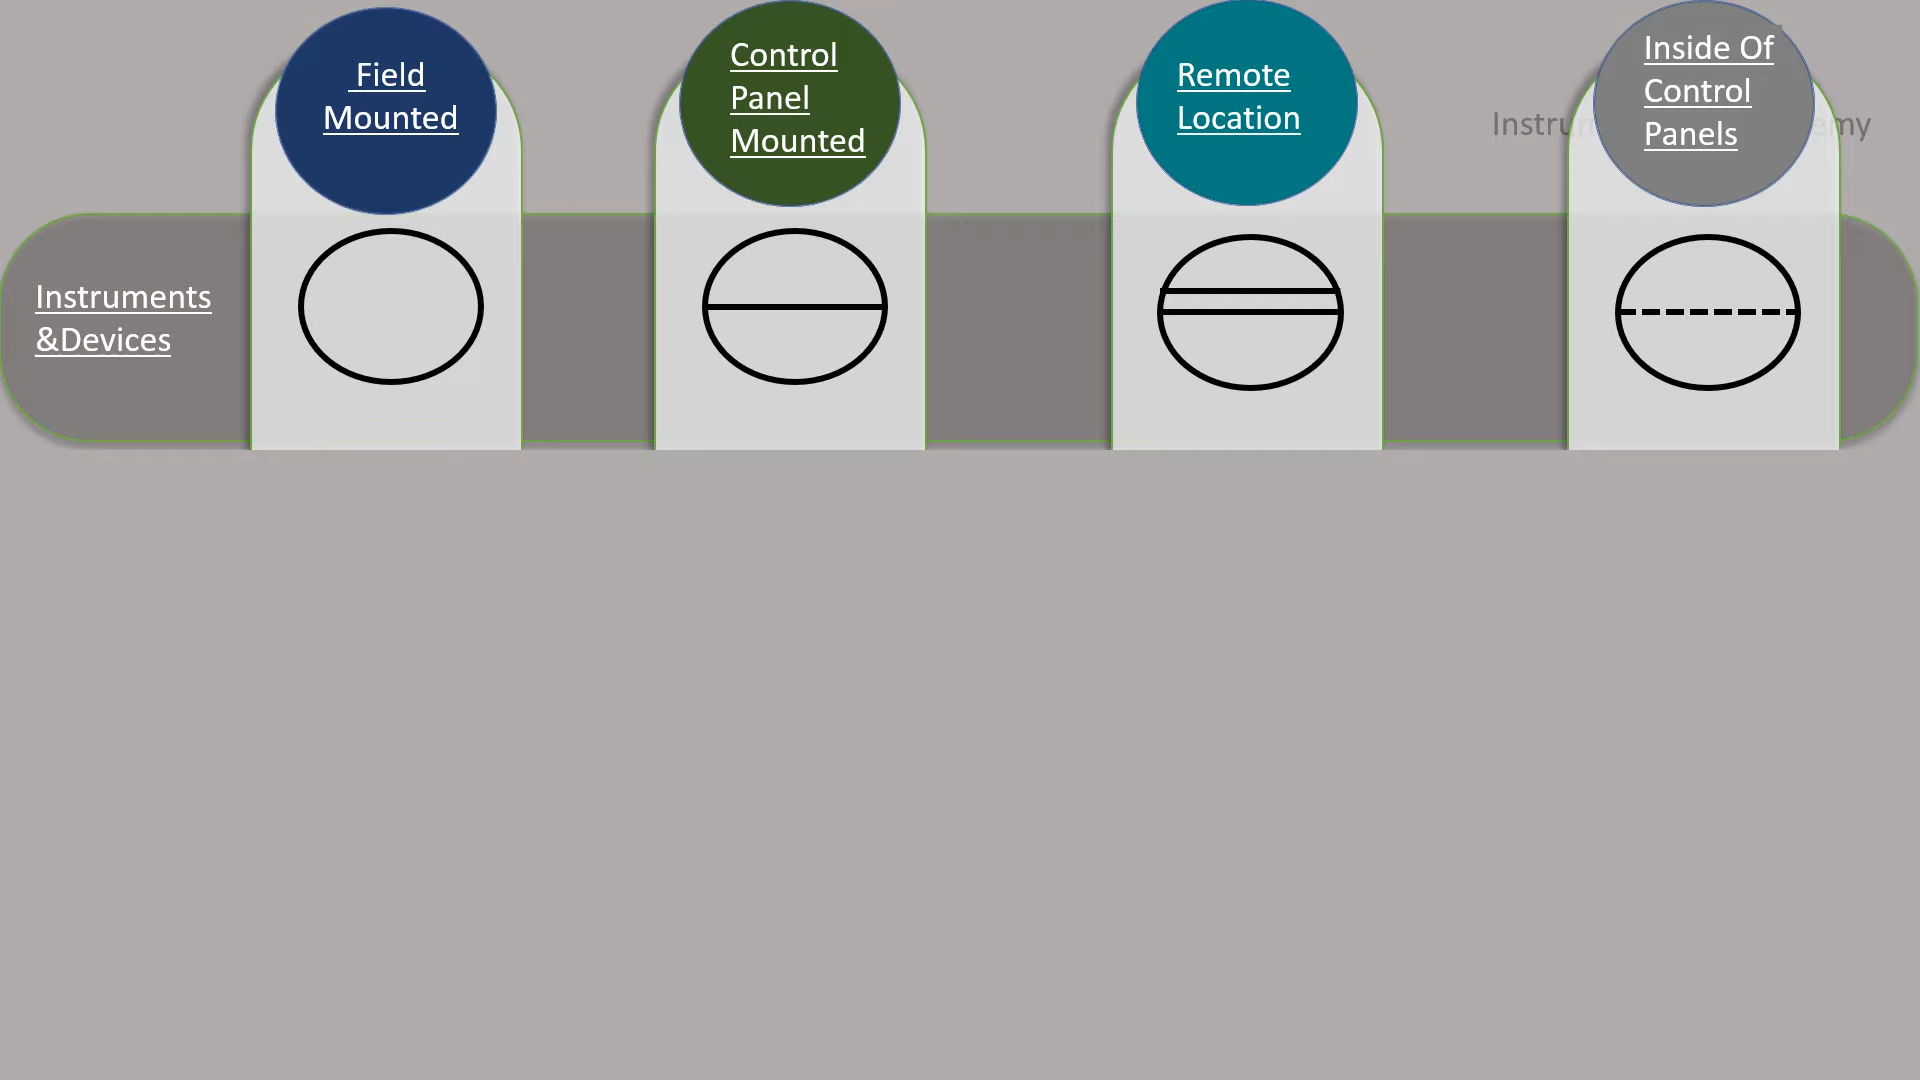 Field
Mounted
Control
Panel
Mounted
Remote
Location
Inside Of
Control
Panels
Instruments
&Devices